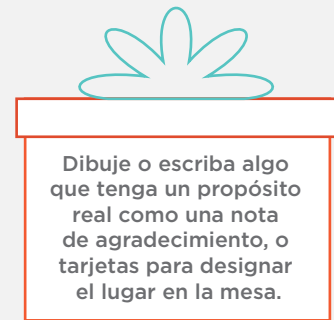 Dibuje o escriba algo
que tenga un propósito
real como una nota
de agradecimiento, o
tarjetas para designar
el lugar en la mesa.